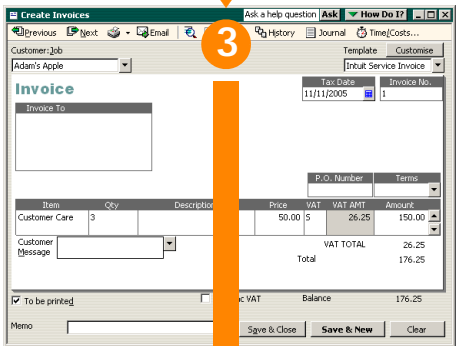 Create Invoices
Ask a help question Ask How Do I?
Previous Next Email History Journal Time/Costs...
3
Customer:Job Template Customise
Adam's Apple Intuit Service Invoice
Invoice
Tax Date Invoice No.
11/11/2005 1
Invoice To
P.O. Number Terms
Item Qty Description Price VAT VAT AMT Amount
Customer Care 3 50.00 S 26.25 150.00
Customer Message
VAT TOTAL 26.25
Total 176.25
To be printed VAT Balance 176.25
Memo Save & Close Save & New Clear